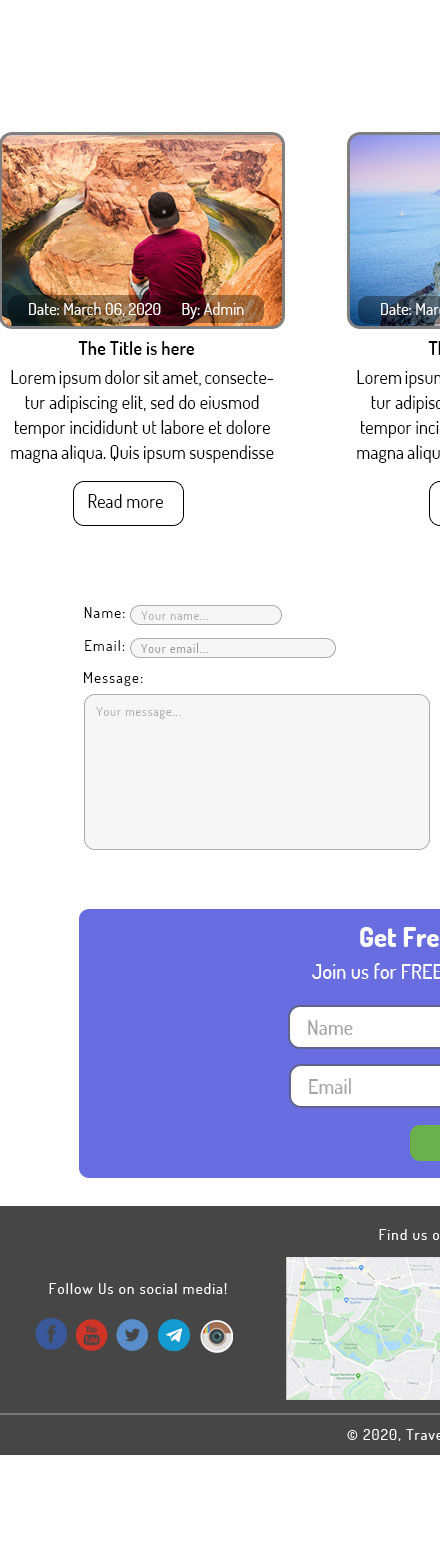 Date: March 06, 2020 By: Admin
The Title is here
Lorem ipsum dolor sit amet, consecte-
tur adipiscing elit, sed do eiusmod
tempor incididunt ut labore et dolore
magna aliqua. Quis ipsum suspendisse
Read more
Date: Mar
Th
Lorem ipsum
tur adipisc
tempor inci
magna aliqu
Name: Your name...
Email: Your email...
Message:
Your message...
Get Fre
Join us for FREE
Name
Email
Find us o
Follow Us on social media!
You
Tube
© 2020, Trave